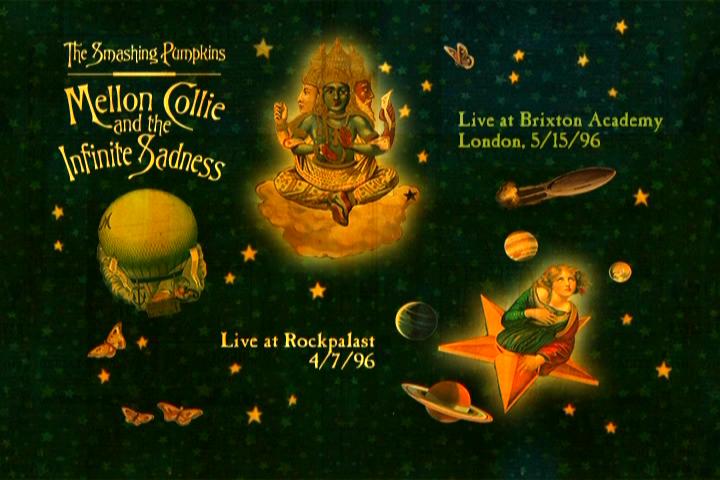 The Smashing Pumpkins
Mellon Collie
and the
Infinite Sadness
Live at Brixton Academy
London, 5/15/96
Live at Rockpalast
4/7/96